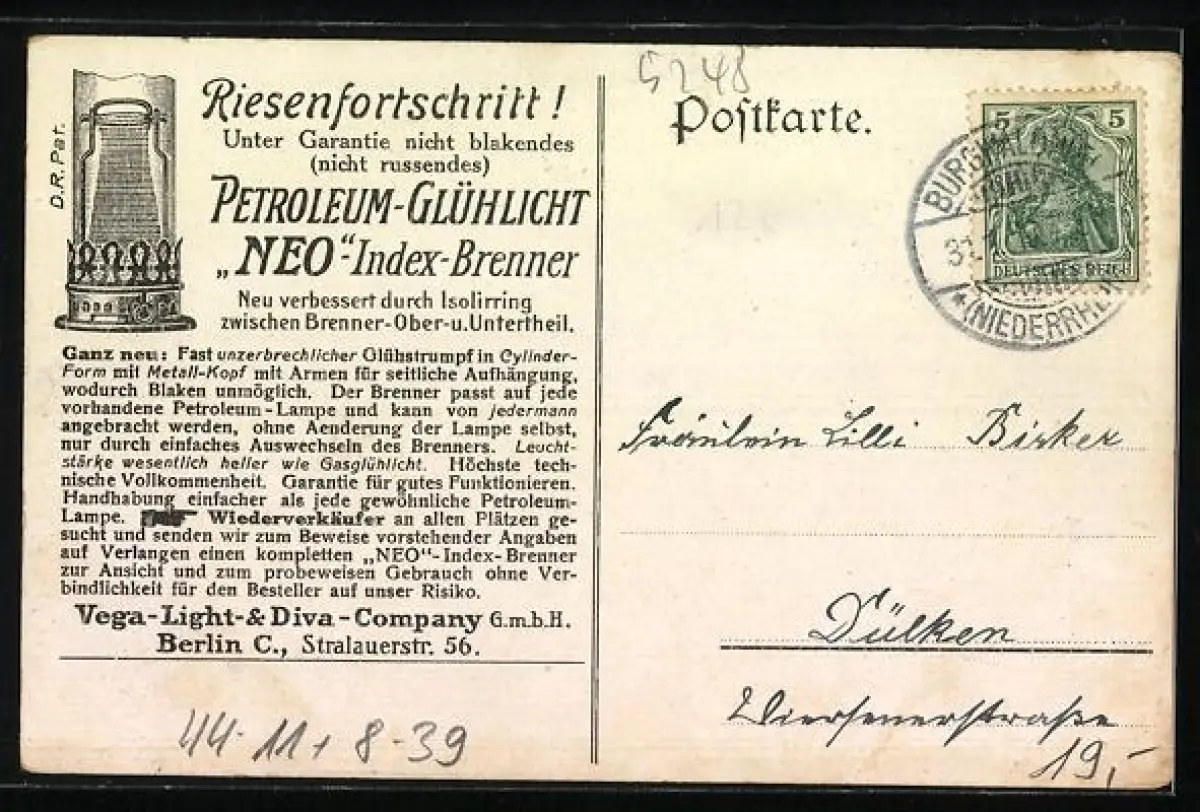 D.R.Pat.
Riesenfortschritt!
Unter Garantie nicht blakendes
(nicht russendes)
PETROLEUM-GLÜHLICHT
„NEO“-Index-Brenner
Neu verbessert durch Isolirring
zwischen Brenner-Ober-u.Untertheil.
Ganz neu: Fast unzerbrechlicher Glühstrumpf in Cylinder-
Form mit Metall-Kopf mit Armen für seitliche Aufhängung,
wodurch Blaken unmöglich. Der Brenner passt auf jede
vorhandene Petroleum-Lampe und kann von jedermann
angebracht werden, ohne Aenderung der Lampe selbst,
nur durch einfaches Auswechseln des Brenners. Leucht-
stärke wesentlich heller wie Gasglühlicht. Höchste tech-
nische Vollkommenheit. Garantie für gutes Funktionieren.
Handhabung einfacher als jede gewöhnliche Petroleum-
Lampe. Wiederverkäufer an allen Plätzen ge-
sucht und senden wir zum Beweise vorstehender Angaben
auf Verlangen einen kompletten „NEO“-Index-Brenner
zur Ansicht und zum probeweisen Gebrauch ohne Ver-
bindlichkeit für den Besteller auf unser Risiko.
Vega-Light-& Diva-Company G.m.b.H.
Berlin C., Stralauerstr. 56.
44-11+8-39
5248
Postkarte.
5 5
DEUTSCHES REICH
(NIEDERRH.)
Fräulein Lilli Birker
Dülken
Viersenerstraße
19,-